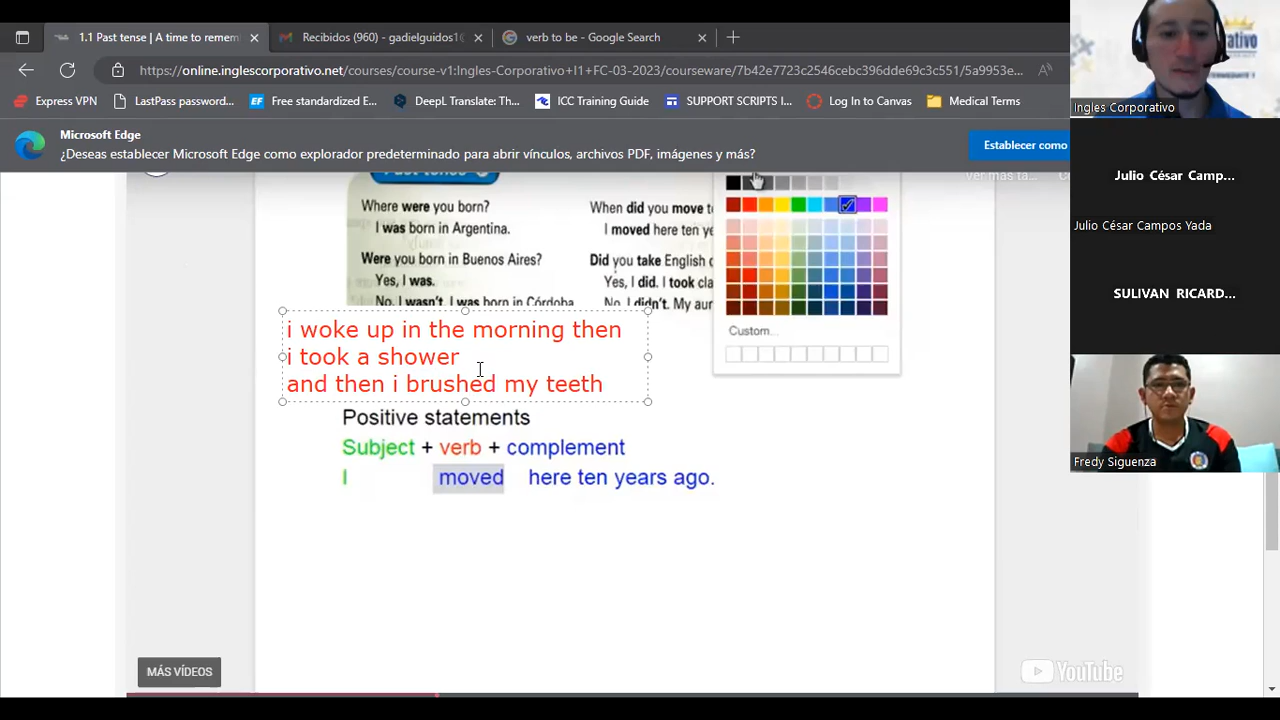 1.1 Past tense | A time to remem
Recibidos (960) - gadielguidos1
verb to be - Google Search
https://online.inglescorporativo.net/courses/course-v1:Ingles-Corporativo+I1+FC-03-2023/courseware/7b42e7723c2546cebc396dde69c3c551/5a9953e...
Express VPN
LastPass password...
EF Free standardized E...
DeepL Translate: Th...
ICC Training Guide
SUPPORT SCRIPTS I...
Log In to Canvas
Medical Terms
Microsoft Edge
¿Deseas establecer Microsoft Edge como explorador predeterminado para abrir vínculos, archivos PDF, imágenes y más?
Establecer como
Where were you born?
I was born in Argentina.
Were you born in Buenos Aires?
Yes, I was.
No, I wasn't. I was born in Córdoba.
When did you move to
I moved here ten ye
Did you take English c
Yes, I did. I took cla
No, I didn't. My aun
Custom...
i woke up in the morning then
i took a shower
and then i brushed my teeth
Positive statements
Subject + verb + complement
I moved here ten years ago.
MÁS VÍDEOS
YouTube
Ingles Corporativo
Julio César Camp...
Julio César Campos Yada
SULIVAN RICARD...
Fredy Siguenza